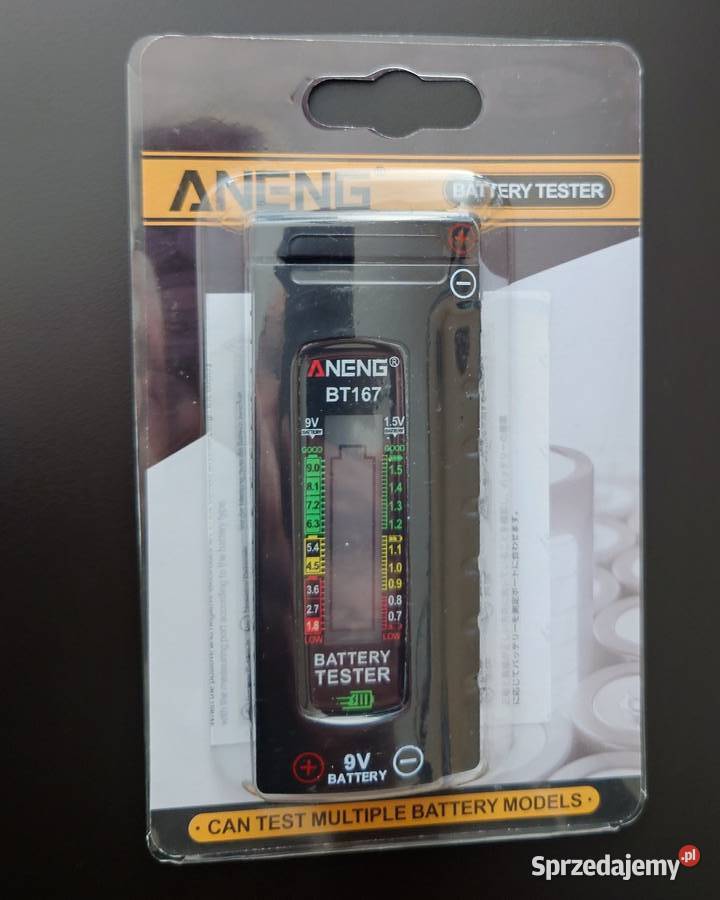 ANENG®
BATTERY TESTER
ANENG®
BT167
9V
BATTERY
1.5V
BATTERY
GOOD
GOOD
9.0
8.1
7.2
6.3
5.4
4.5
3.6
2.7
1.8
LOW
1.5
1.4
1.3
1.2
1.1
1.0
0.9
0.8
0.7
LOW
BATTERY
TESTER
9V
BATTERY
· CAN TEST MULTIPLE BATTERY MODELS ·
Sprzedajemy.pl